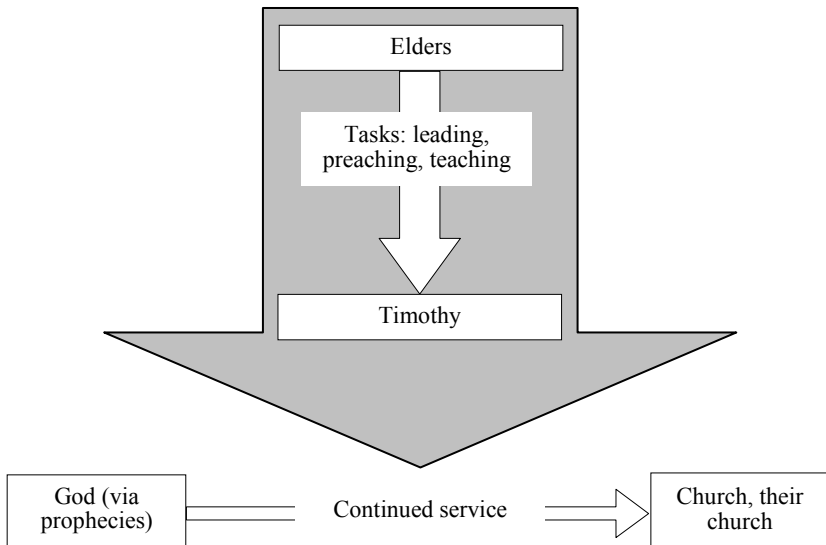 Elders
Tasks: leading,
preaching, teaching
Timothy
God (via
prophecies)
Continued service
Church, their
church